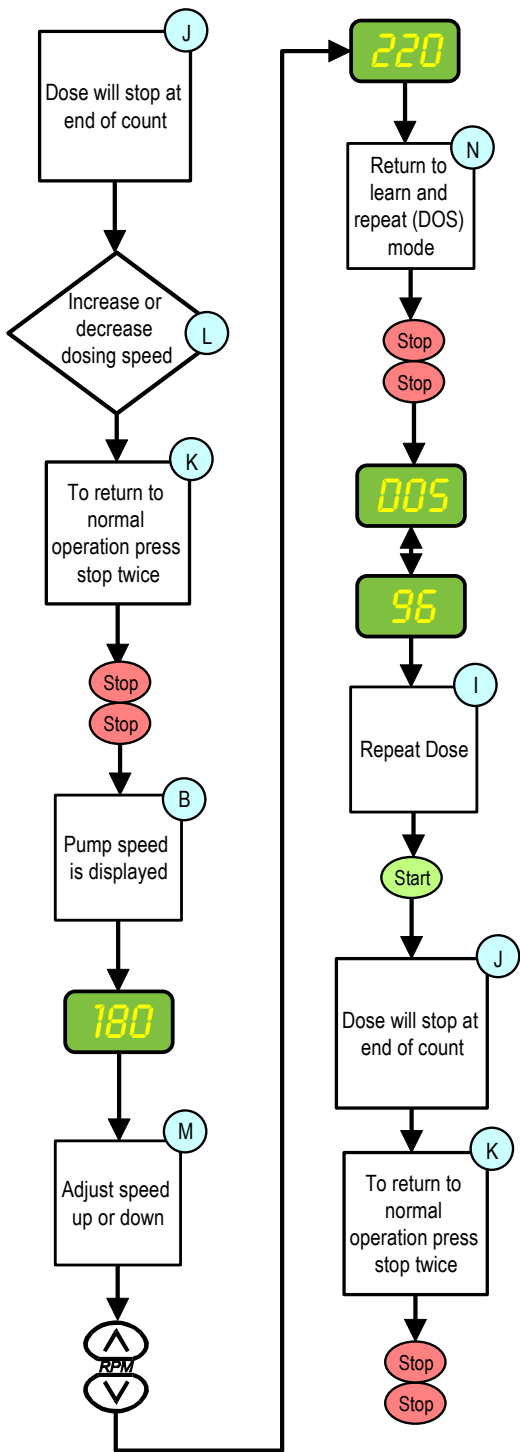 J
Dose will stop at
end of count
Increase or
decrease
dosing speed
L
K
To return to
normal
operation press
stop twice
Stop
Stop
B
Pump speed
is displayed
180
M
Adjust speed
up or down
RPM
220
N
Return to
learn and
repeat (DOS)
mode
Stop
Stop
DOS
96
I
Repeat Dose
Start
J
Dose will stop at
end of count
K
To return to
normal
operation press
stop twice
Stop
Stop